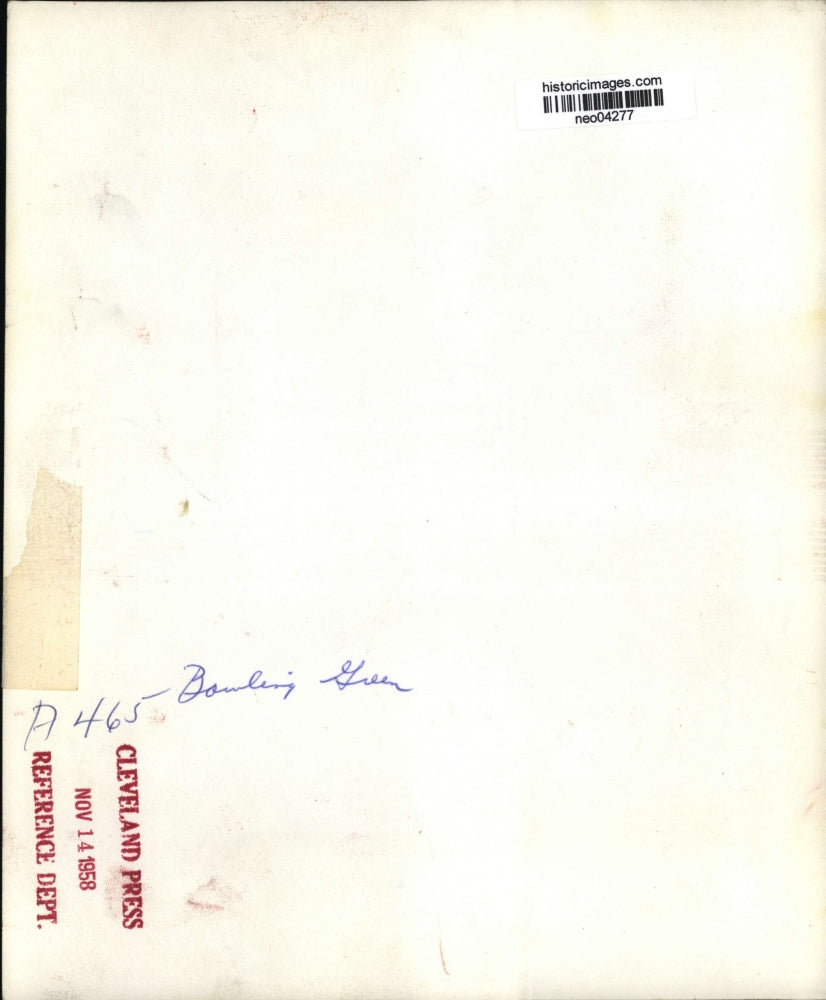 historicimages.com
neo04277
Bowling Green
A 465
CLEVELAND PRESS
NOV 14 1958
REFERENCE DEPT.